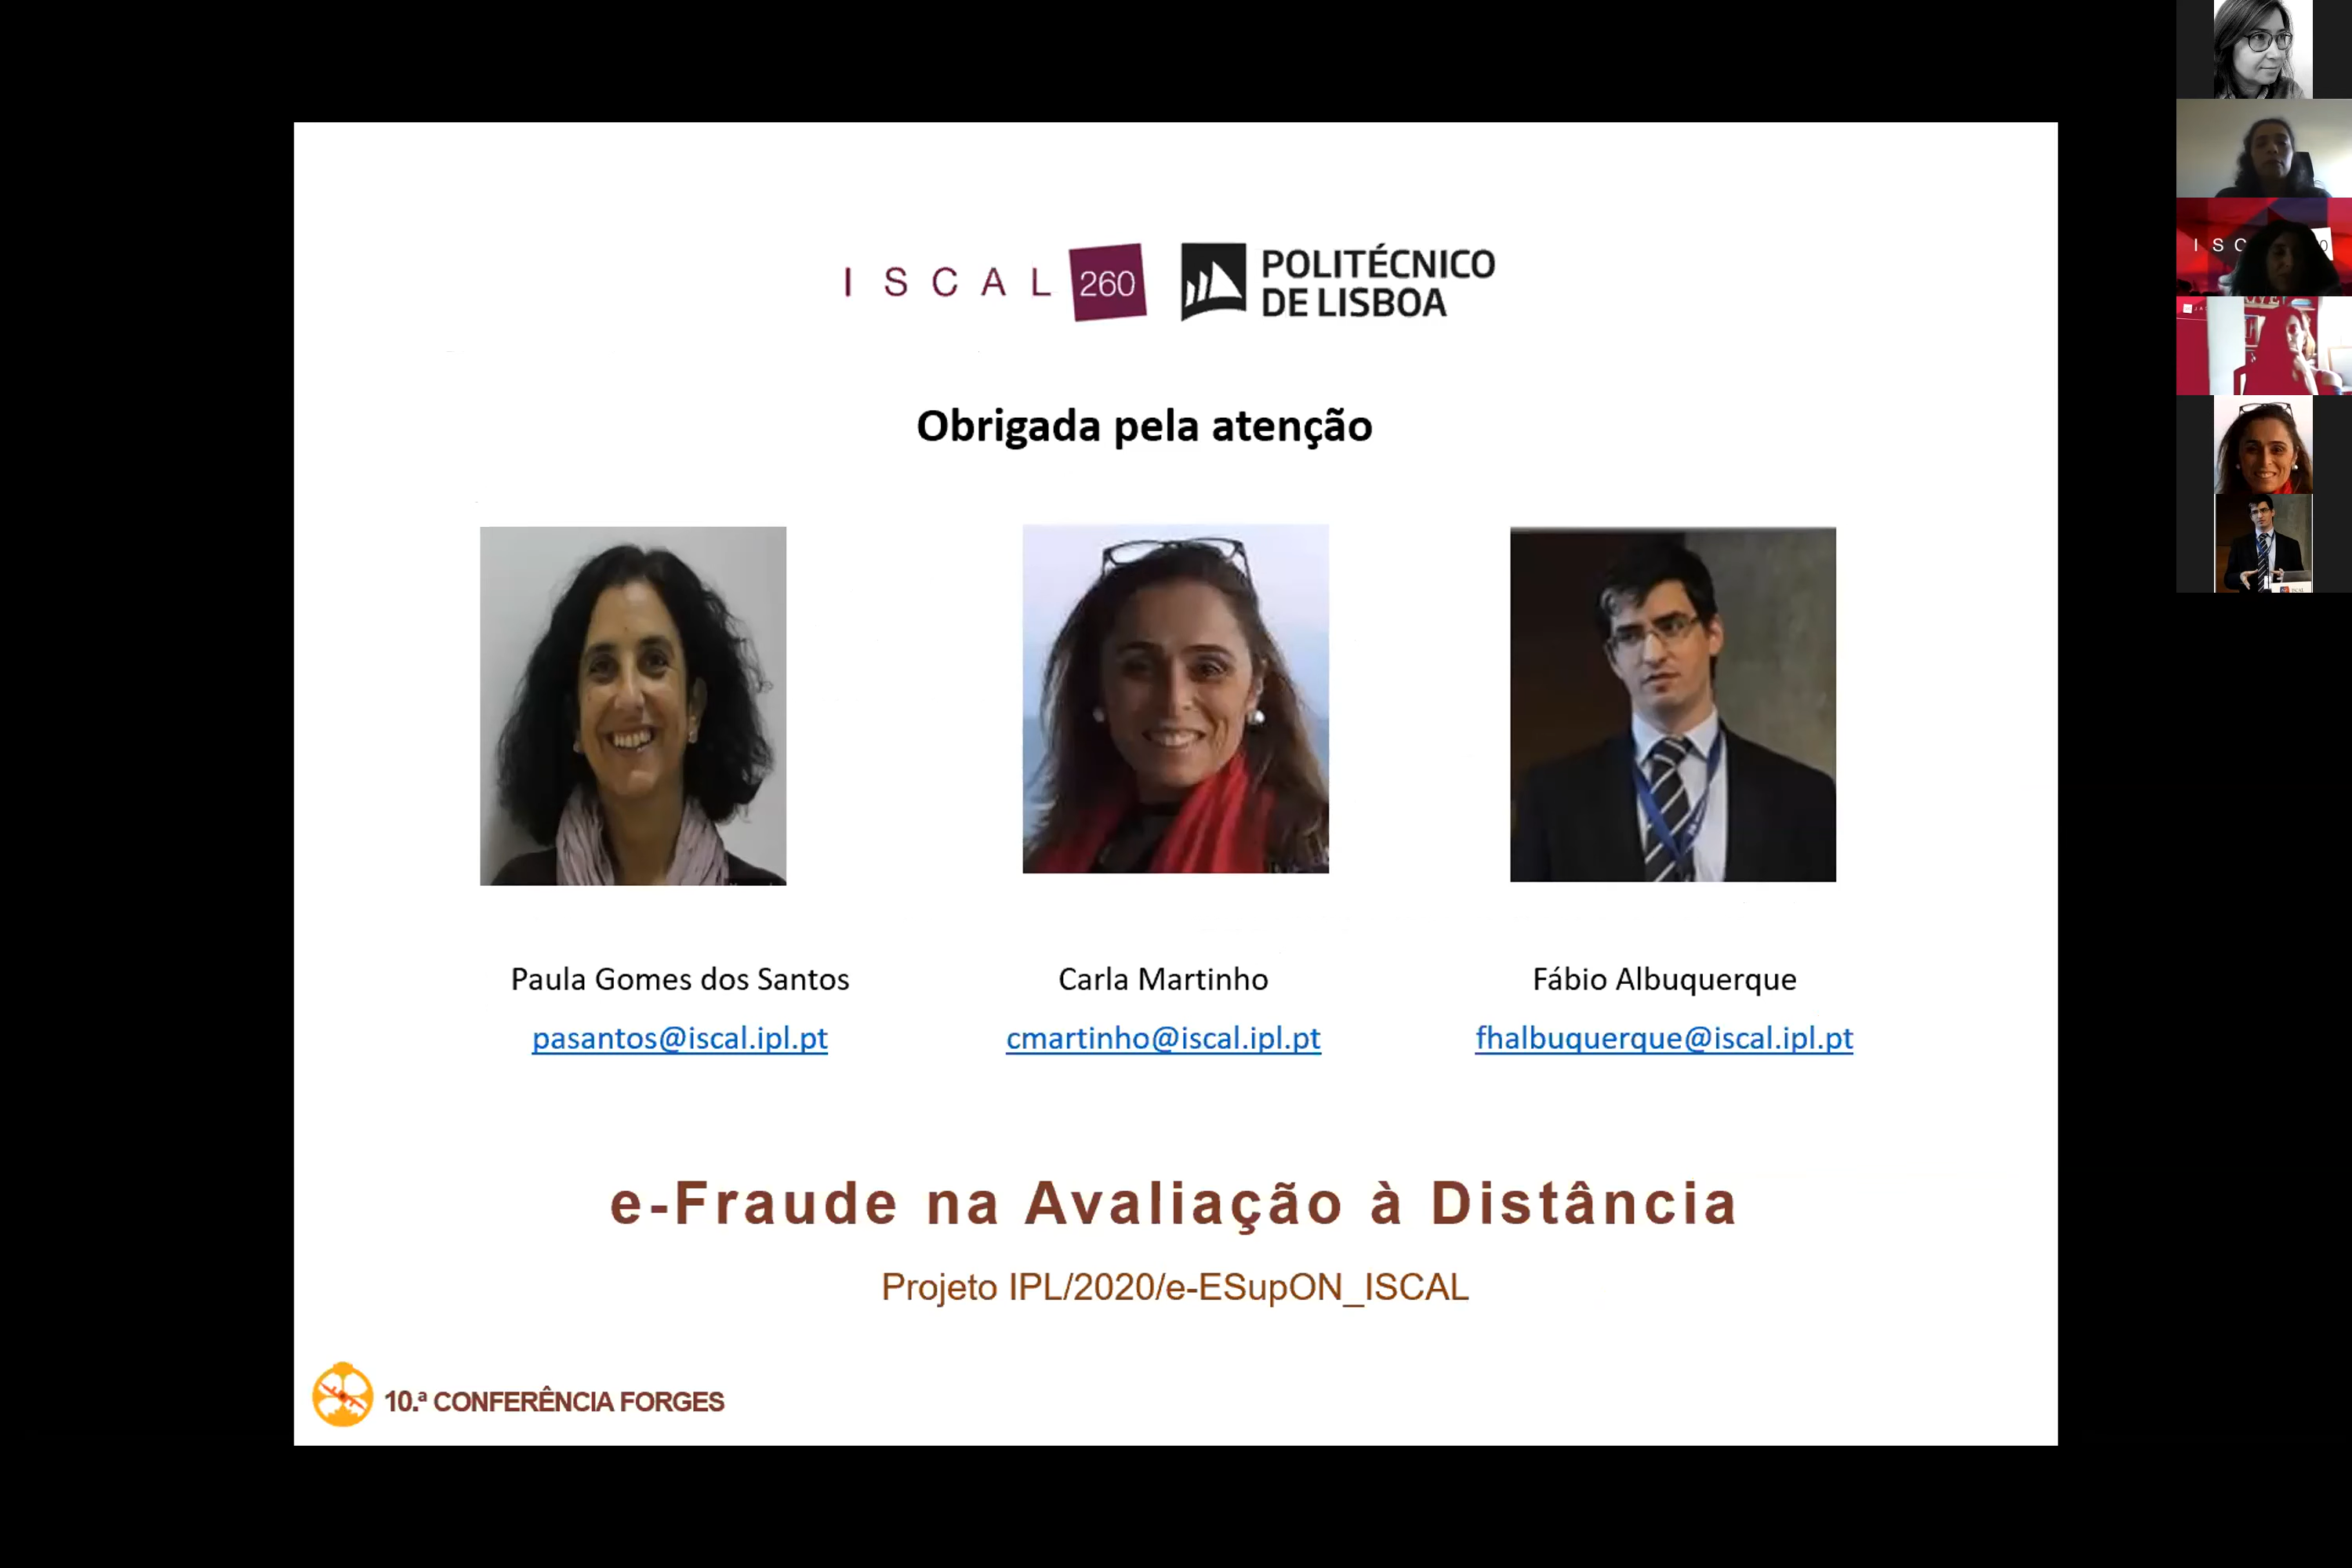 I S C A L 260
POLITÉCNICO
DE LISBOA
Obrigada pela atenção
Paula Gomes dos Santos
Carla Martinho
Fábio Albuquerque
pasantos@iscal.ipl.pt
cmartinho@iscal.ipl.pt
fhalbuquerque@iscal.ipl.pt
e-Fraude na Avaliação à Distância
Projeto IPL/2020/e-ESupON_ISCAL
10.ª CONFERÊNCIA FORGES
I S C